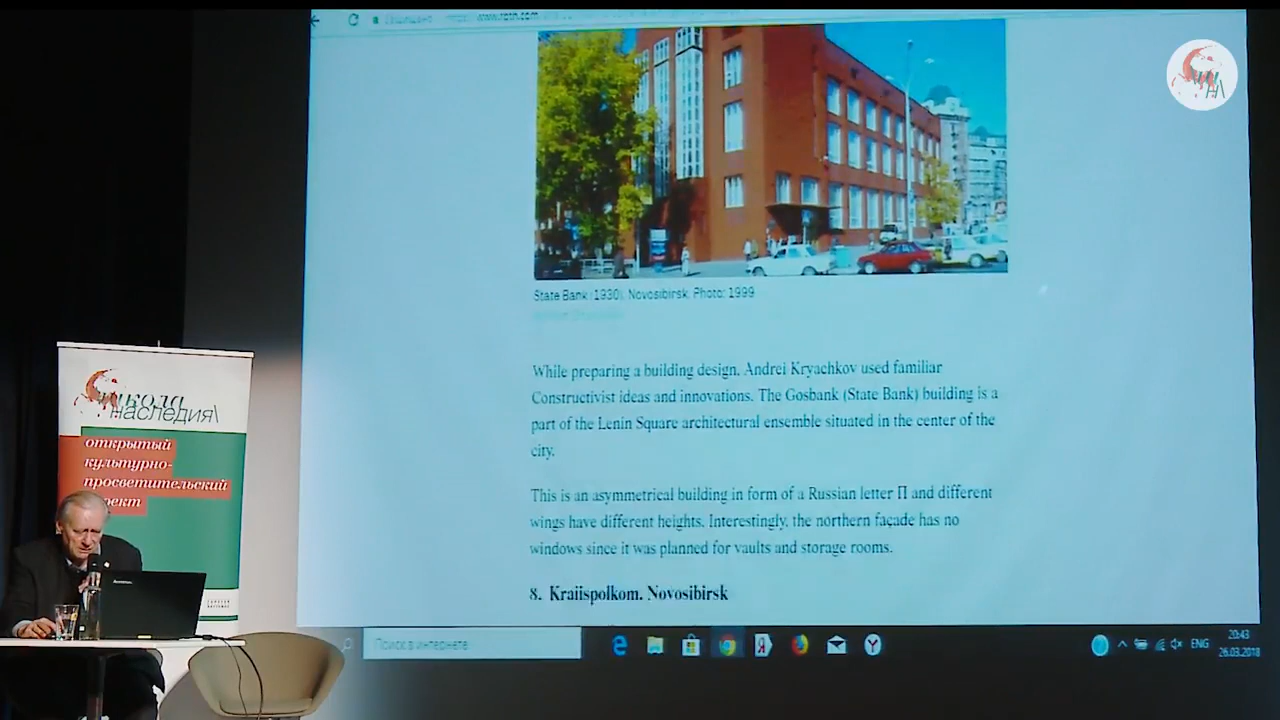 State Bank (1930). Novosibirsk. Photo: 1999
While preparing a building design, Andrei Kryachkov used familiar
Constructivist ideas and innovations. The Gosbank (State Bank) building is a
part of the Lenin Square architectural ensemble situated in the center of the
city.
This is an asymmetrical building in form of a Russian letter П and different
wings have different heights. Interestingly, the northern façade has no
windows since it was planned for vaults and storage rooms.
8. Kraiispolkom. Novosibirsk
Поиск в интернете
ENG
20:43
26.03.2018
школа
наследия\
открытый
культурно-
просветительский
lenovo